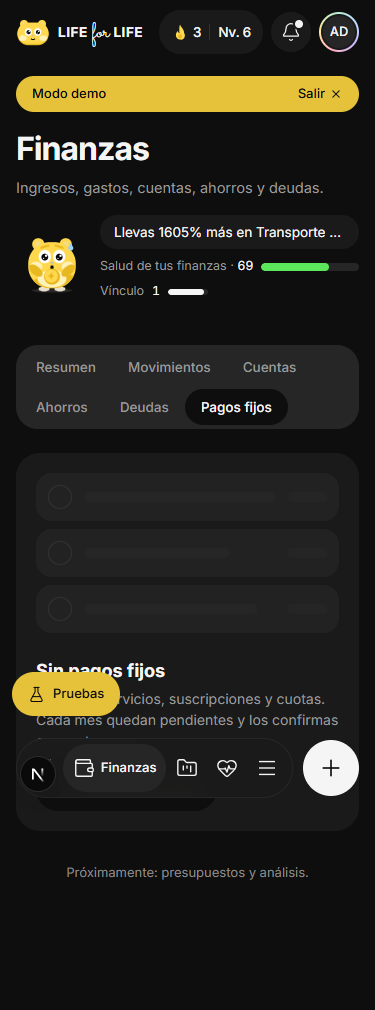 LIFE for LIFE
3
Nv. 6
AD
Modo demo
Salir ×
Finanzas
Ingresos, gastos, cuentas, ahorros y deudas.
Llevas 1605% más en Transporte ...
Salud de tus finanzas · 69
Vínculo 1
Resumen Movimientos Cuentas
Ahorros Deudas Pagos fijos
Sin pagos fijos
Pruebas
suscripciones y cuotas.
Cada mes quedan pendientes y los confirmas
N
Finanzas
Próximamente: presupuestos y análisis.